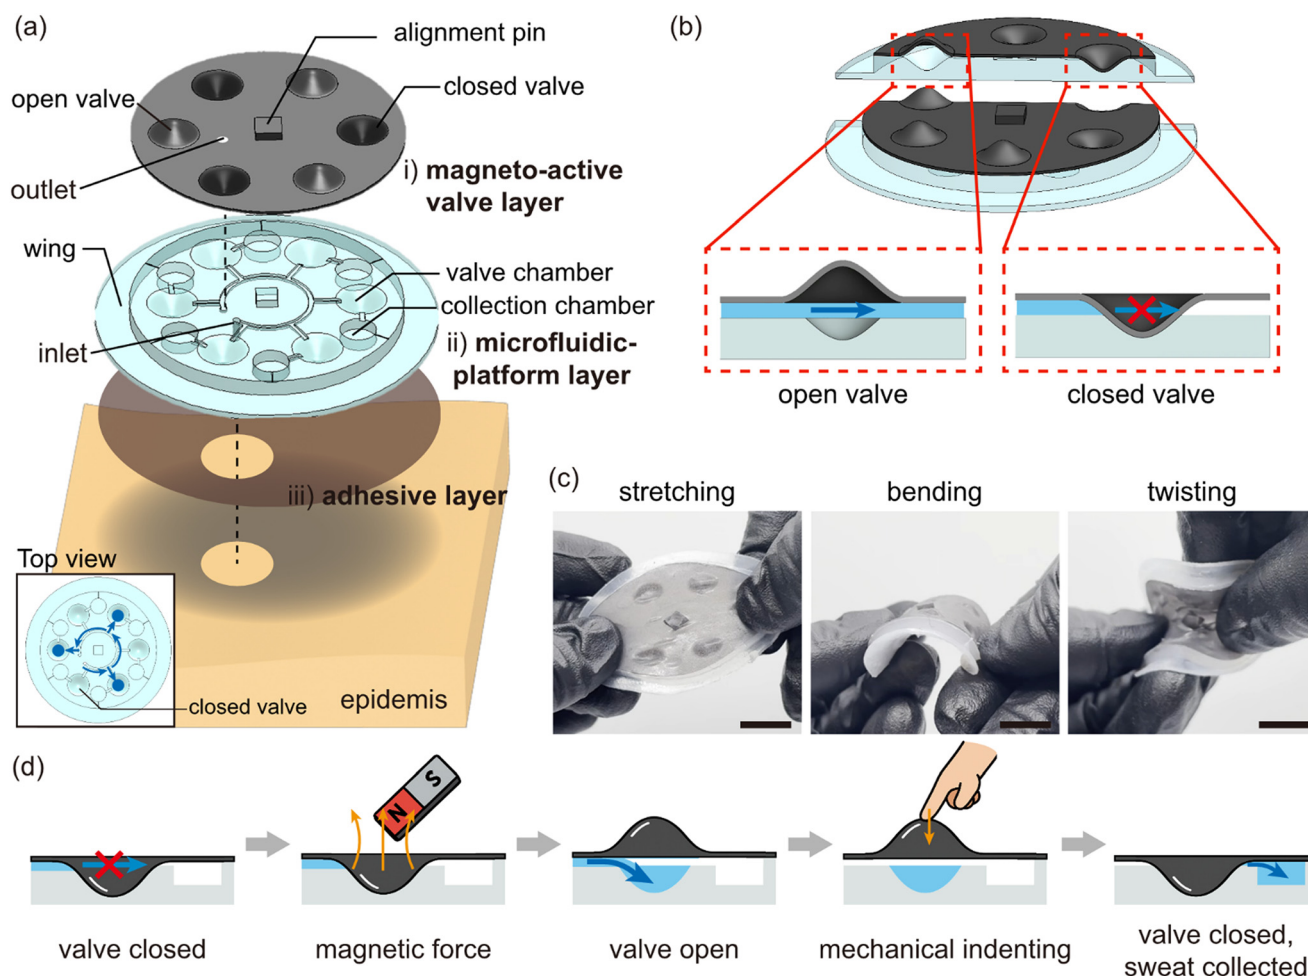 (a)
alignment pin
open valve
closed valve
outlet
i) magneto-active
valve layer
wing
valve chamber
collection chamber
inlet
ii) microfluidic-
platform layer
iii) adhesive layer
Top view
closed valve
epidemis
(b)
open valve
closed valve
(c)
stretching
bending
twisting
(d)
N
S
valve closed
magnetic force
valve open
mechanical indenting
valve closed,
sweat collected